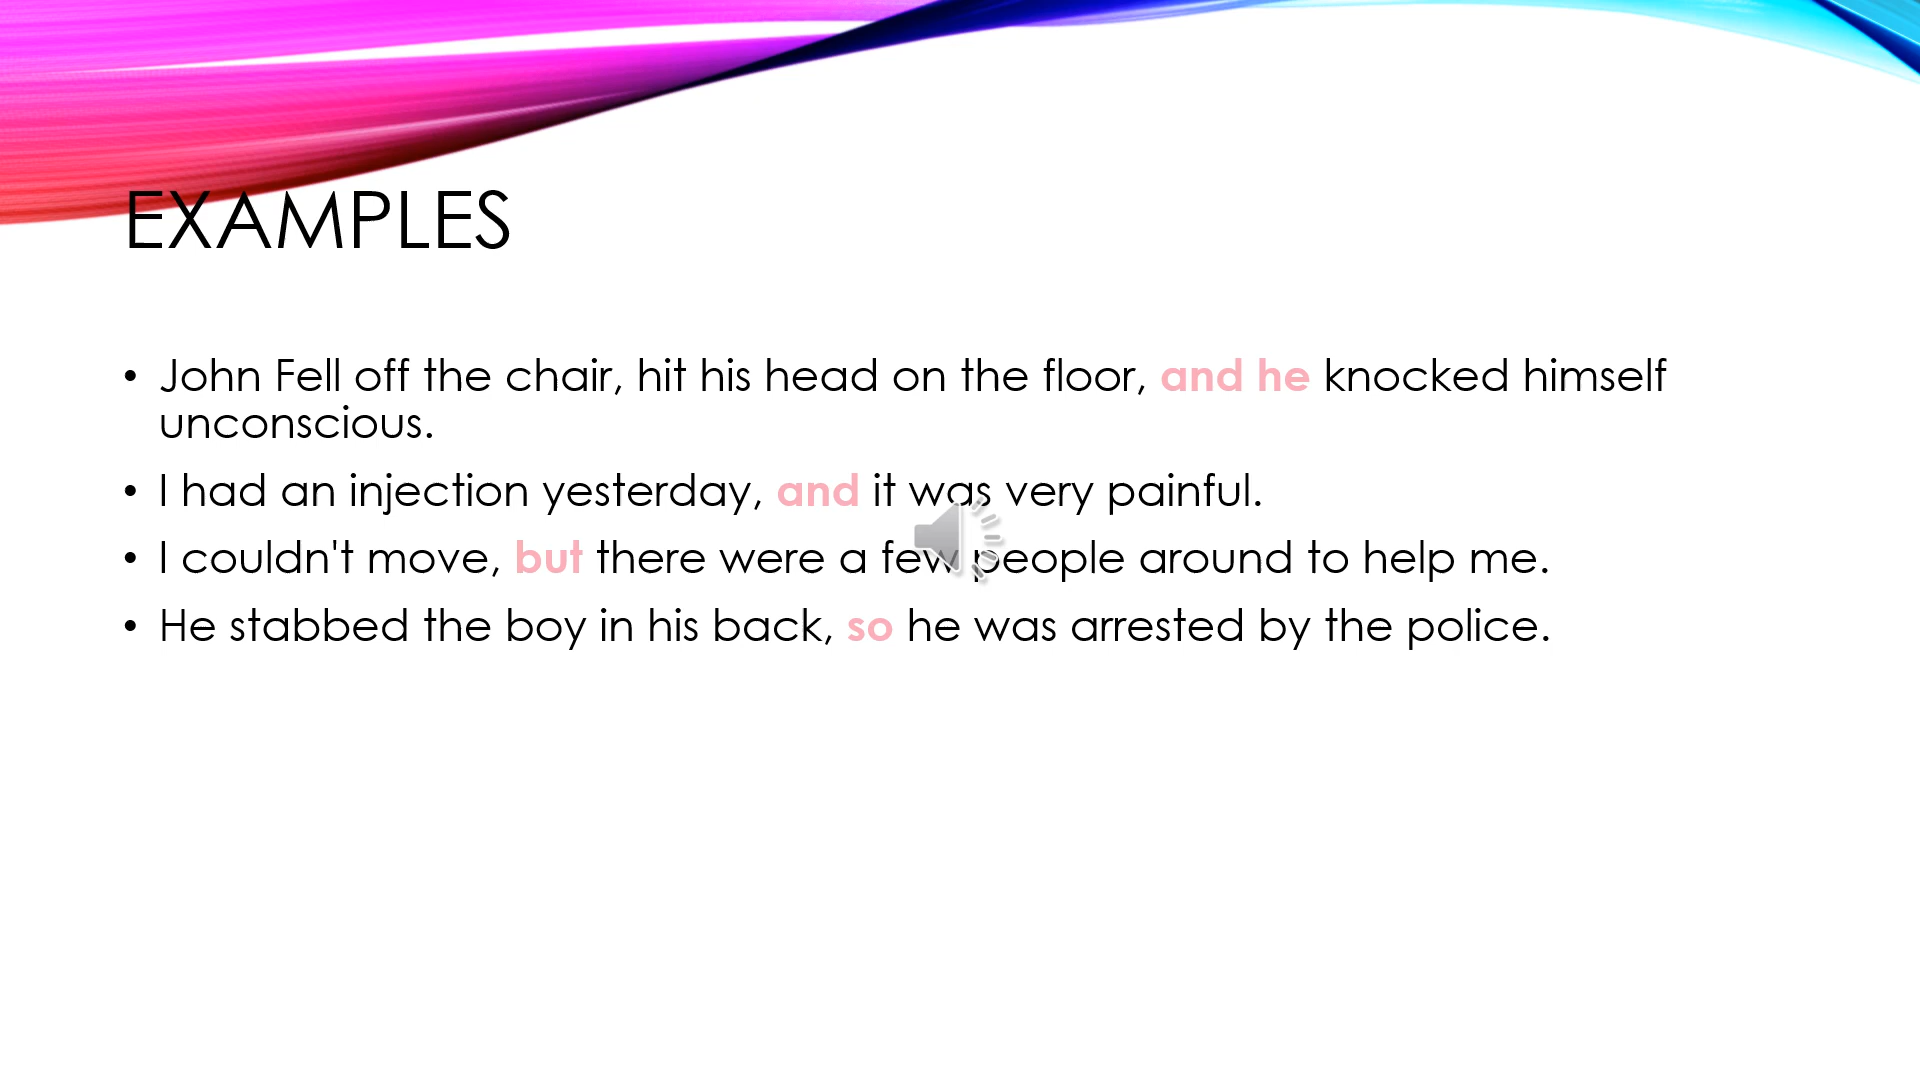 EXAMPLES
• John Fell off the chair, hit his head on the floor, and he knocked himself
unconscious.
• I had an injection yesterday, and it was very painful.
• I couldn't move, but there were a few people around to help me.
• He stabbed the boy in his back, so he was arrested by the police.